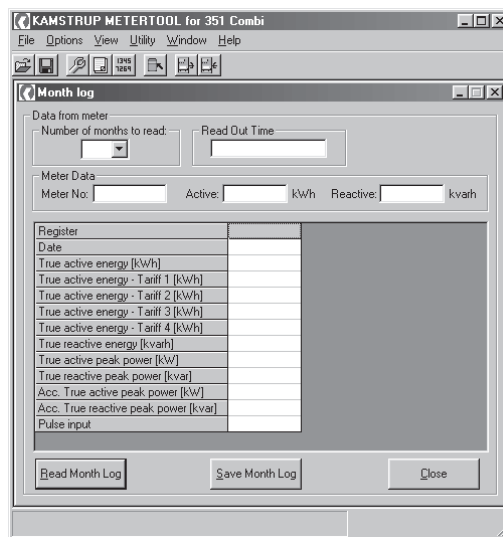 KAMSTRUP METERTOOL for 351 Combi
File Options View Utility Window Help
1345
7269
Month log
Data from meter
Number of months to read:
Read Out Time
Meter Data
Meter No: Active: kWh Reactive: kvarh
Register
Date
True active energy [kWh]
True active energy - Tariff 1 [kWh]
True active energy - Tariff 2 [kWh]
True active energy - Tariff 3 [kWh]
True active energy - Tariff 4 [kWh]
True reactive energy [kvarh]
True active peak power [kW]
True reactive peak power [kvar]
Acc. True active peak power [kW]
Acc. True reactive peak power [kvar]
Pulse input
Read Month Log Save Month Log Close